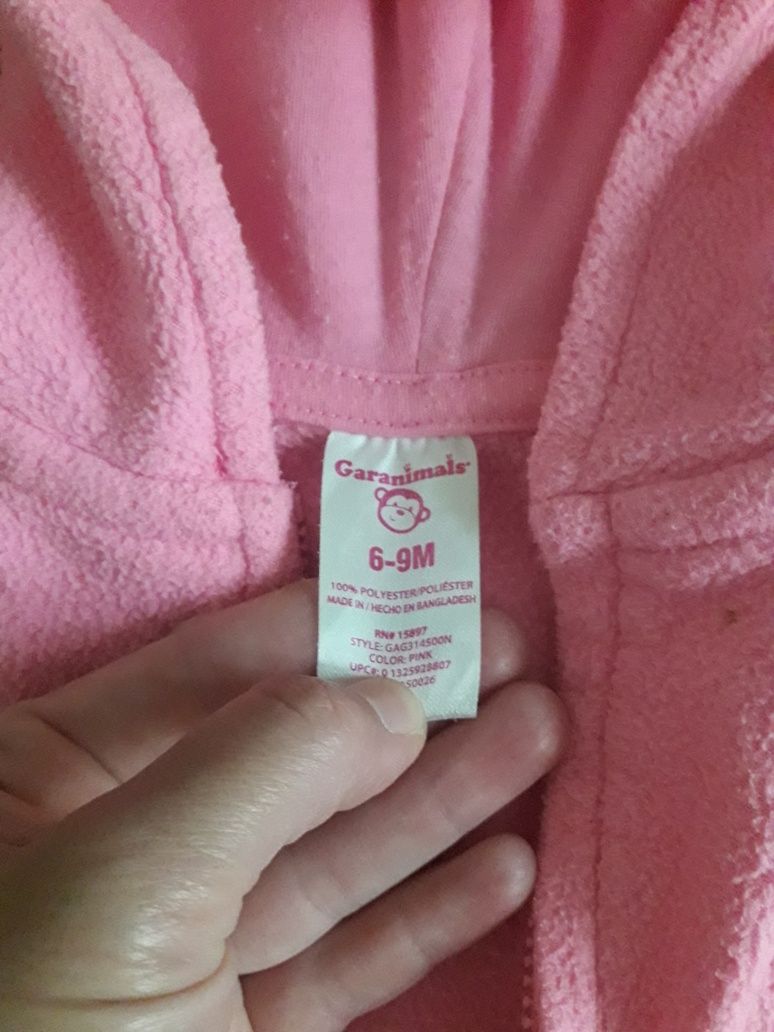 Garanimals
6-9M
100% POLYESTER/POLIÉSTER
MADE IN / HECHO EN BANGLADESH
RN# 15897
STYLE: GAG314500N
COLOR: PINK
UPC#: 0 1325928807
50026